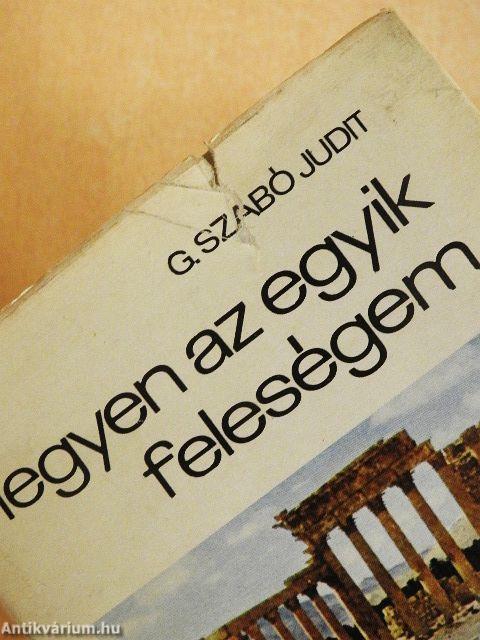 G. SZABÓ JUDIT
legyen az egyik
feleségem
Antikvárium.hu